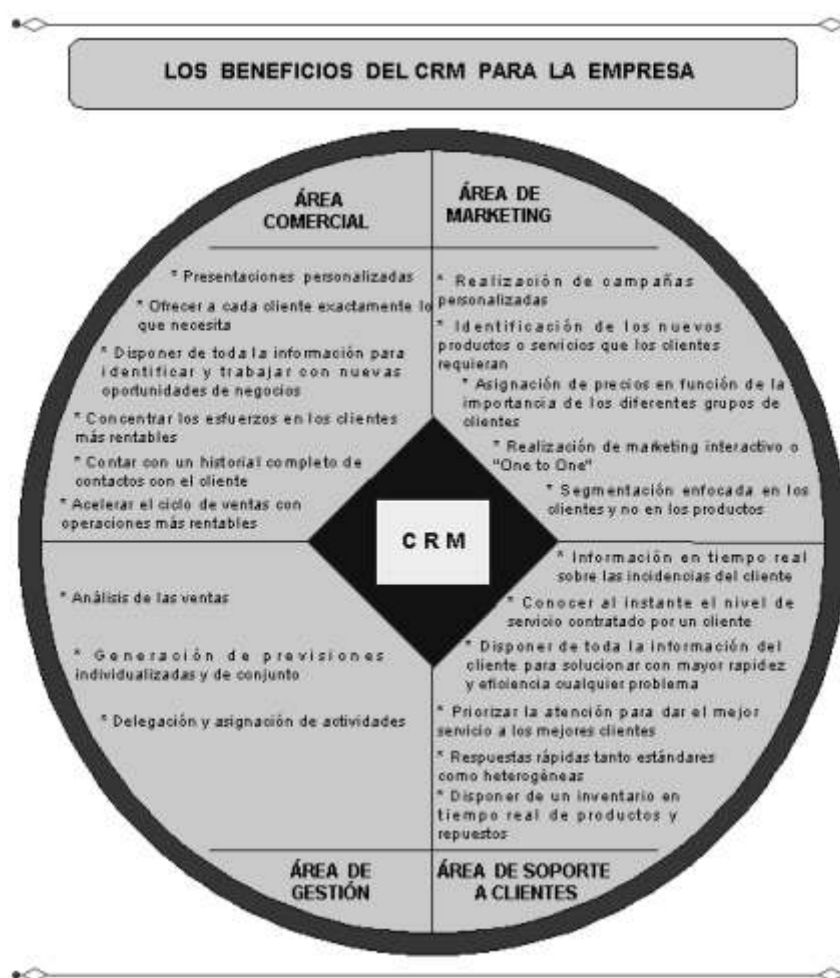 LOS BENEFICIOS DEL CRM PARA LA EMPRESA
ÁREA
COMERCIAL
* Presentaciones personalizadas
* Ofrecer a cada cliente exactamente lo
que necesita
* Disponer de toda la información para
identificar y trabajar con nuevas
oportunidades de negocios
* Concentrar los esfuerzos en los clientes
más rentables
* Contar con un historial completo de
contactos con el cliente
* Acelerar el ciclo de ventas con
operaciones más rentables
ÁREA DE
MARKETING
* Realización de campañas
personalizadas
* Identificación de los nuevos
productos o servicios que los clientes
requieran
* Asignación de precios en función de la
importancia de los diferentes grupos de
clientes
* Realización de marketing interactivo o
"One to One"
* Segmentación enfocada en los
clientes y no en los productos
CRM
* Análisis de las ventas
* Generación de previsiones
individualizadas y de conjunto
* Delegación y asignación de actividades
ÁREA DE
GESTIÓN
* Información en tiempo real
sobre las incidencias del cliente
* Conocer al instante el nivel de
servicio contratado por un cliente
* Disponer de toda la información del
cliente para solucionar con mayor rapidez
y eficiencia cualquier problema
* Priorizar la atención para dar el mejor
servicio a los mejores clientes
* Respuestas rápidas tanto estándares
como heterogéneas
* Disponer de un inventario en
tiempo real de productos y
repuestos
ÁREA DE SOPORTE
A CLIENTES